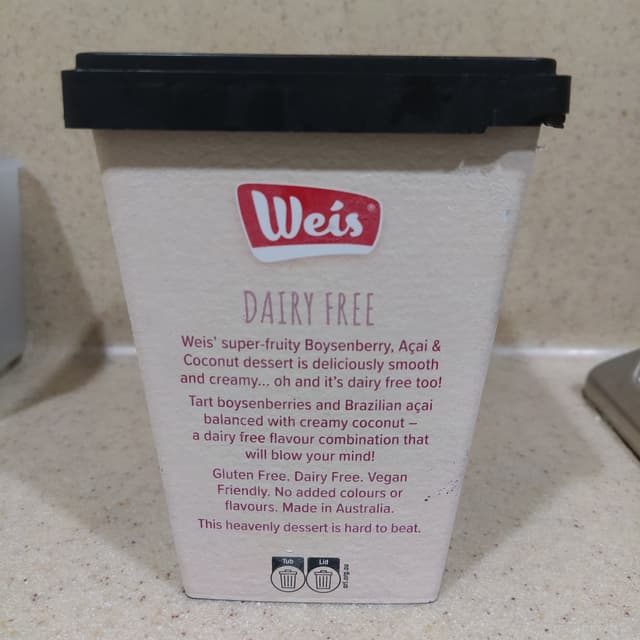 Weis®
DAIRY FREE
Weis' super-fruity Boysenberry, Açai &
Coconut dessert is deliciously smooth
and creamy... oh and it's dairy free too!
Tart boysenberries and Brazilian açai
balanced with creamy coconut –
a dairy free flavour combination that
will blow your mind!
Gluten Free. Dairy Free. Vegan
Friendly. No added colours or
flavours. Made in Australia.
This heavenly dessert is hard to beat.
Tub Lid
arl.org.au